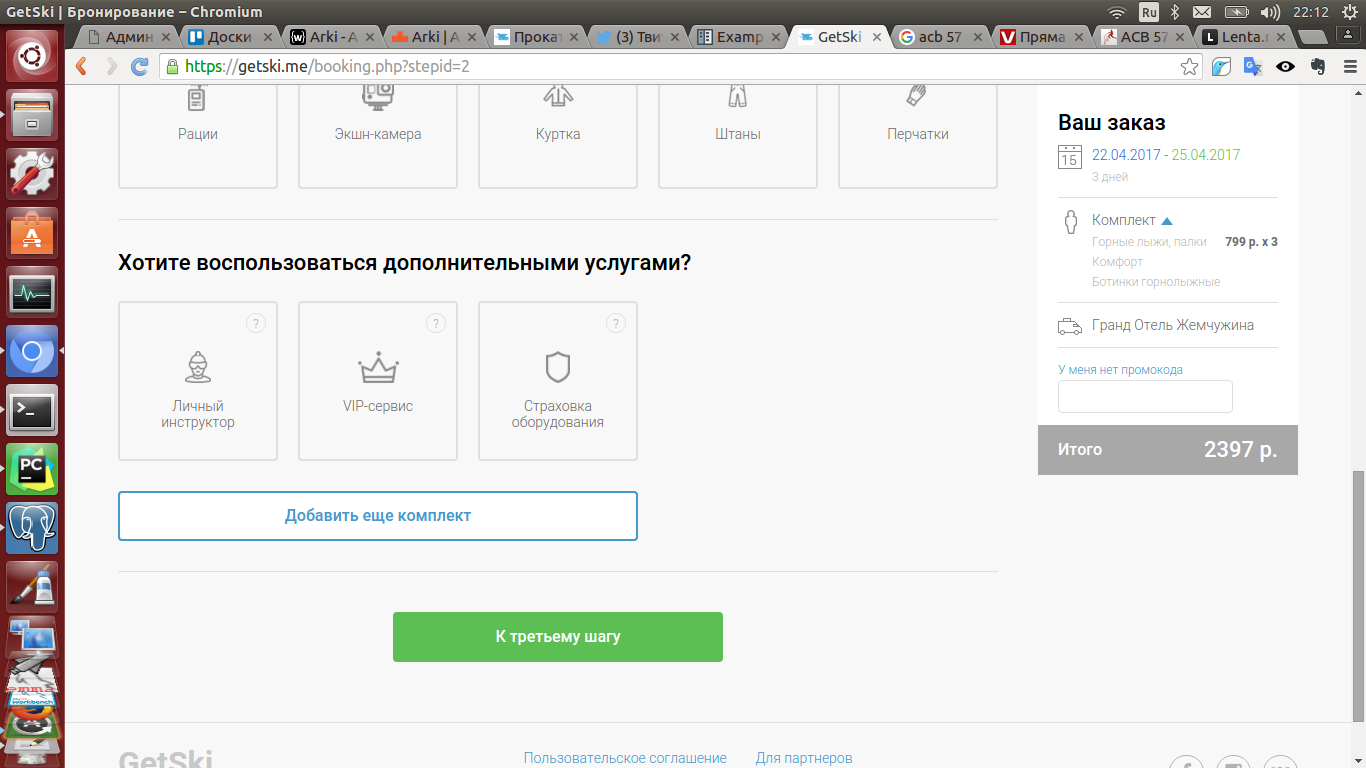 GetSki | Бронирование – Chromium
Ru
22:12
Админ
Доски
Arki - A
Arki | A
Прокат
(3) Тви
Examp
GetSki
acb 57
Пряма
ACB 57
Lenta.r
https://getski.me/booking.php?stepid=2
Рации
Экшн-камера
Куртка
Штаны
Перчатки
Хотите воспользоваться дополнительными услугами?
?
?
?
Личный
инструктор
VIP-сервис
Страховка
оборудования
Добавить еще комплект
К третьему шагу
Ваш заказ
15
22.04.2017 - 25.04.2017
3 дней
Комплект
Горные лыжи, палки 799 р. x 3
Комфорт
Ботинки горнолыжные
Гранд Отель Жемчужина
У меня нет промокода
Итого 2397 р.
GetSki
Пользовательское соглашение
Для партнеров
PC
Workbench